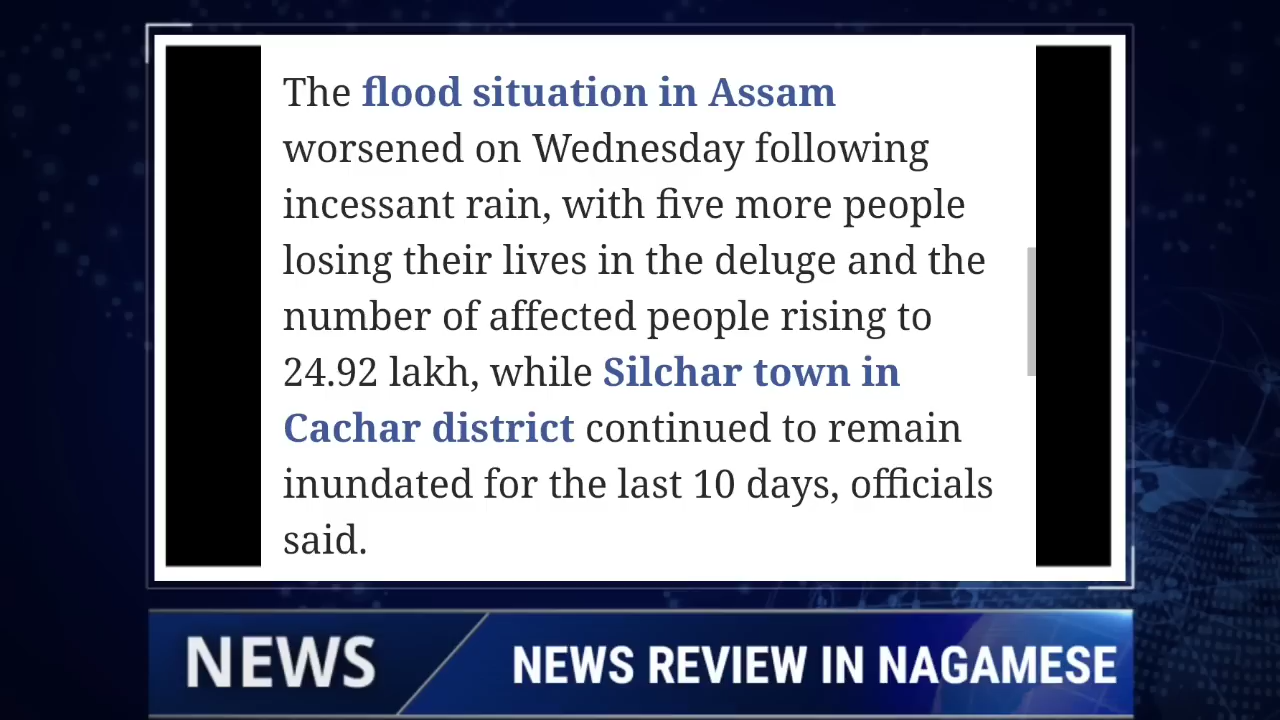 The flood situation in Assam
worsened on Wednesday following
incessant rain, with five more people
losing their lives in the deluge and the
number of affected people rising to
24.92 lakh, while Silchar town in
Cachar district continued to remain
inundated for the last 10 days, officials
said.
NEWS
NEWS REVIEW IN NAGAMESE